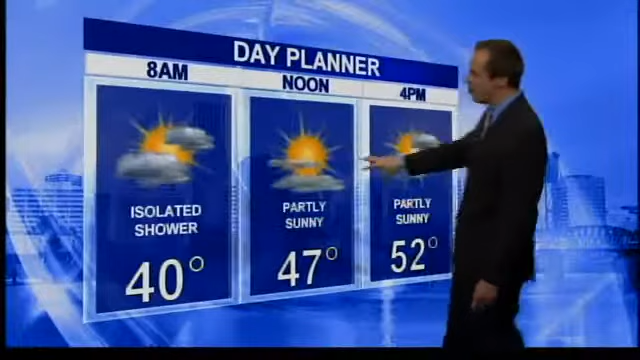 DAY PLANNER
8AM
NOON
4PM
ISOLATED
SHOWER
PARTLY
SUNNY
PARTLY
SUNNY
40°
47°
52°